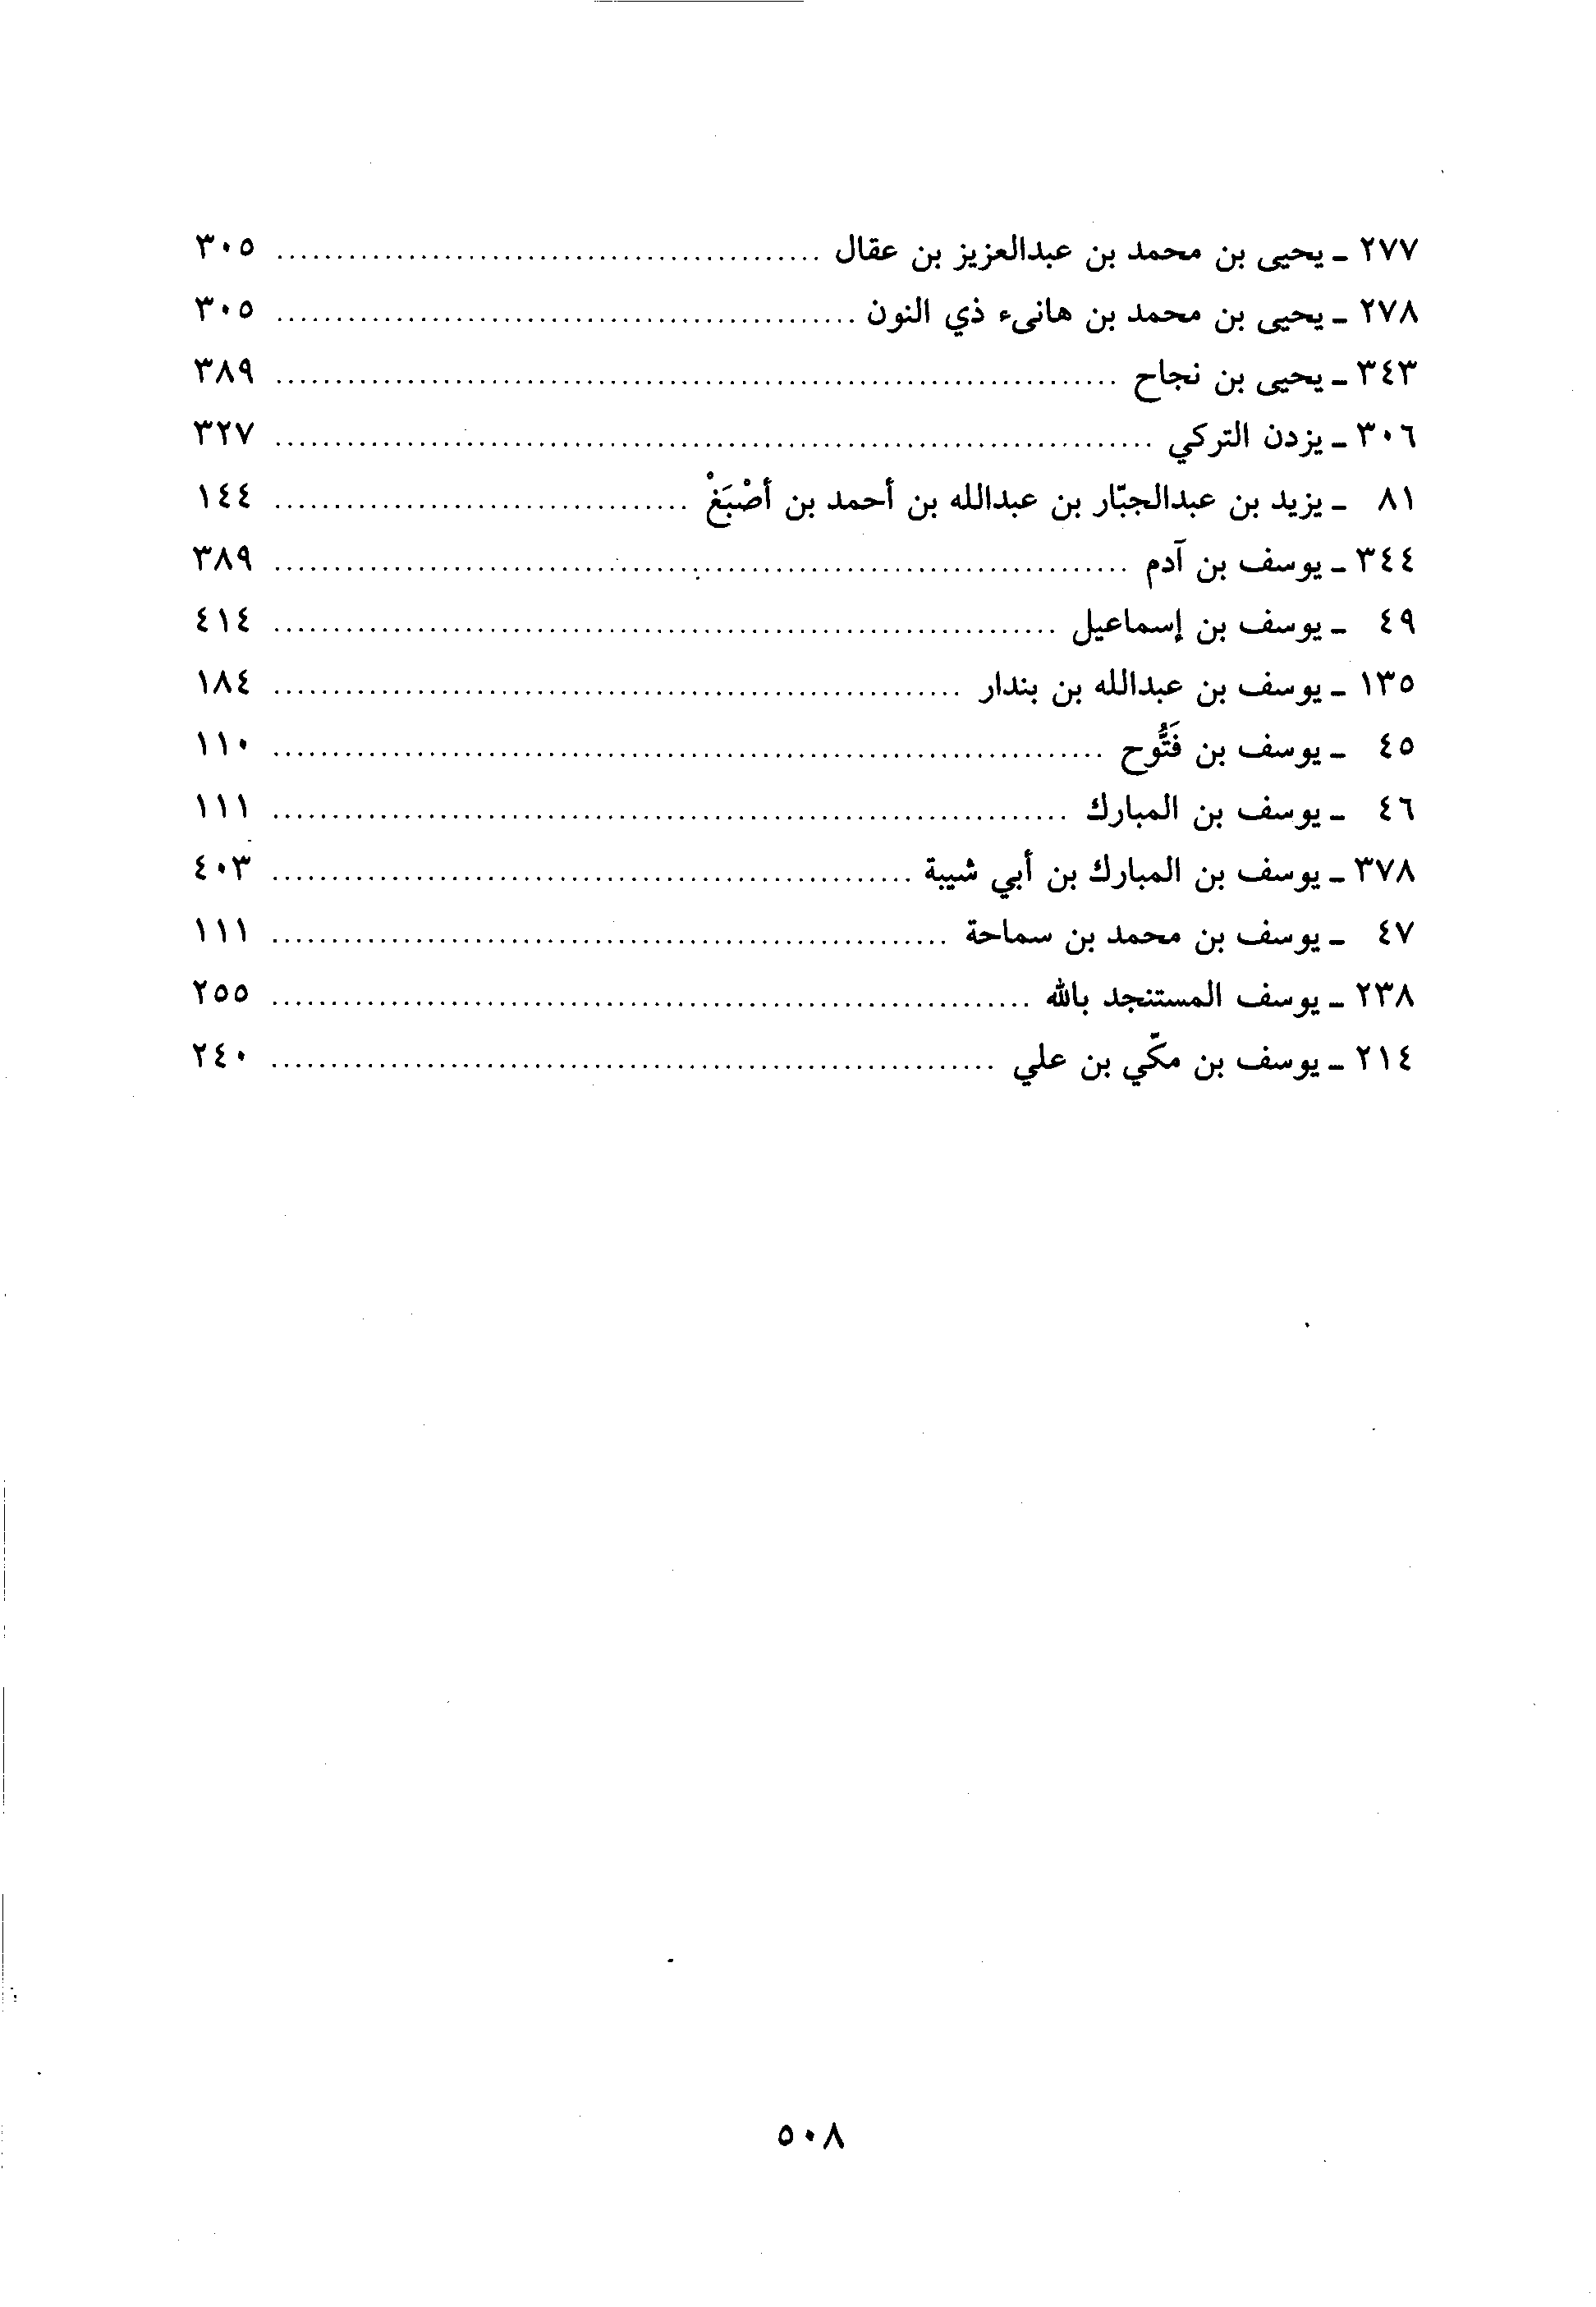 ٢٧٧ - يحيى بن محمد بن عبدالعزيز بن عقال ........ ٣٠٥
٢٧٨ - يحيى بن محمد بن هانىء ذي النون ........ ٣٠٥
٣٤٣ - يحيى بن نجاح ........ ٣٨٩
٣٠٦ - يزدن التركي ........ ٣٢٧
٨١ - يزيد بن عبدالجبّار بن عبدالله بن أحمد بن أصْبَغْ ........ ١٤٤
٣٤٤ - يوسف بن آدم ........ ٣٨٩
٤٩ - يوسف بن إسماعيل ........ ٤١٤
١٣٥ - يوسف بن عبدالله بن بندار ........ ١٨٤
٤٥ - يوسف بن فَتُّوح ........ ١١٠
٤٦ - يوسف بن المبارك ........ ١١١
٣٧٨ - يوسف بن المبارك بن أبي شيبة ........ ٤٠٣
٤٧ - يوسف بن محمد بن سماحة ........ ١١١
٢٣٨ - يوسف المستنجد بالله ........ ٢٥٥
٢١٤ - يوسف بن مكّي بن علي ........ ٢٤٠
٥٠٨